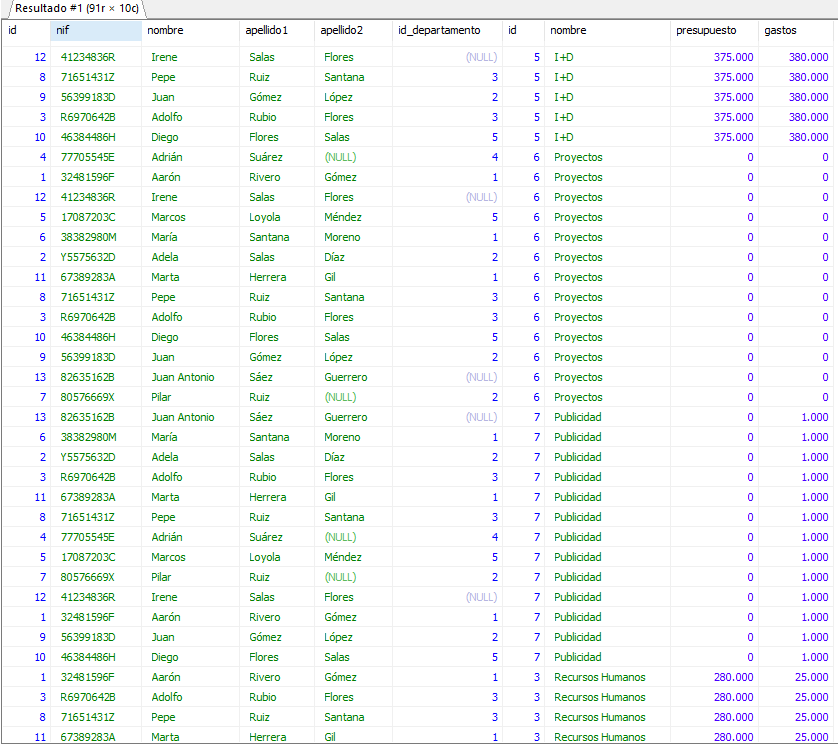 Resultado #1 (91r × 10c)
id nif nombre apellido1 apellido2 id_departamento id nombre presupuesto gastos
12 41234836R Irene Salas Flores (NULL) 5 I+D 375.000 380.000
8 71651431Z Pepe Ruiz Santana 3 5 I+D 375.000 380.000
9 56399183D Juan Gómez López 2 5 I+D 375.000 380.000
3 R6970642B Adolfo Rubio Flores 3 5 I+D 375.000 380.000
10 46384486H Diego Flores Salas 5 5 I+D 375.000 380.000
4 77705545E Adrián Suárez (NULL) 4 6 Proyectos 0 0
1 32481596F Aarón Rivero Gómez 1 6 Proyectos 0 0
12 41234836R Irene Salas Flores (NULL) 6 Proyectos 0 0
5 17087203C Marcos Loyola Méndez 5 6 Proyectos 0 0
6 38382980M María Santana Moreno 1 6 Proyectos 0 0
2 Y5575632D Adela Salas Díaz 2 6 Proyectos 0 0
11 67389283A Marta Herrera Gil 1 6 Proyectos 0 0
8 71651431Z Pepe Ruiz Santana 3 6 Proyectos 0 0
3 R6970642B Adolfo Rubio Flores 3 6 Proyectos 0 0
10 46384486H Diego Flores Salas 5 6 Proyectos 0 0
9 56399183D Juan Gómez López 2 6 Proyectos 0 0
13 82635162B Juan Antonio Sáez Guerrero (NULL) 6 Proyectos 0 0
7 80576669X Pilar Ruiz (NULL) 2 6 Proyectos 0 0
13 82635162B Juan Antonio Sáez Guerrero (NULL) 7 Publicidad 0 1.000
6 38382980M María Santana Moreno 1 7 Publicidad 0 1.000
2 Y5575632D Adela Salas Díaz 2 7 Publicidad 0 1.000
3 R6970642B Adolfo Rubio Flores 3 7 Publicidad 0 1.000
11 67389283A Marta Herrera Gil 1 7 Publicidad 0 1.000
8 71651431Z Pepe Ruiz Santana 3 7 Publicidad 0 1.000
4 77705545E Adrián Suárez (NULL) 4 7 Publicidad 0 1.000
5 17087203C Marcos Loyola Méndez 5 7 Publicidad 0 1.000
7 80576669X Pilar Ruiz (NULL) 2 7 Publicidad 0 1.000
12 41234836R Irene Salas Flores (NULL) 7 Publicidad 0 1.000
1 32481596F Aarón Rivero Gómez 1 7 Publicidad 0 1.000
9 56399183D Juan Gómez López 2 7 Publicidad 0 1.000
10 46384486H Diego Flores Salas 5 7 Publicidad 0 1.000
1 32481596F Aarón Rivero Gómez 1 3 Recursos Humanos 280.000 25.000
3 R6970642B Adolfo Rubio Flores 3 3 Recursos Humanos 280.000 25.000
8 71651431Z Pepe Ruiz Santana 3 3 Recursos Humanos 280.000 25.000
11 67389283A Marta Herrera Gil 1 3 Recursos Humanos 280.000 25.000